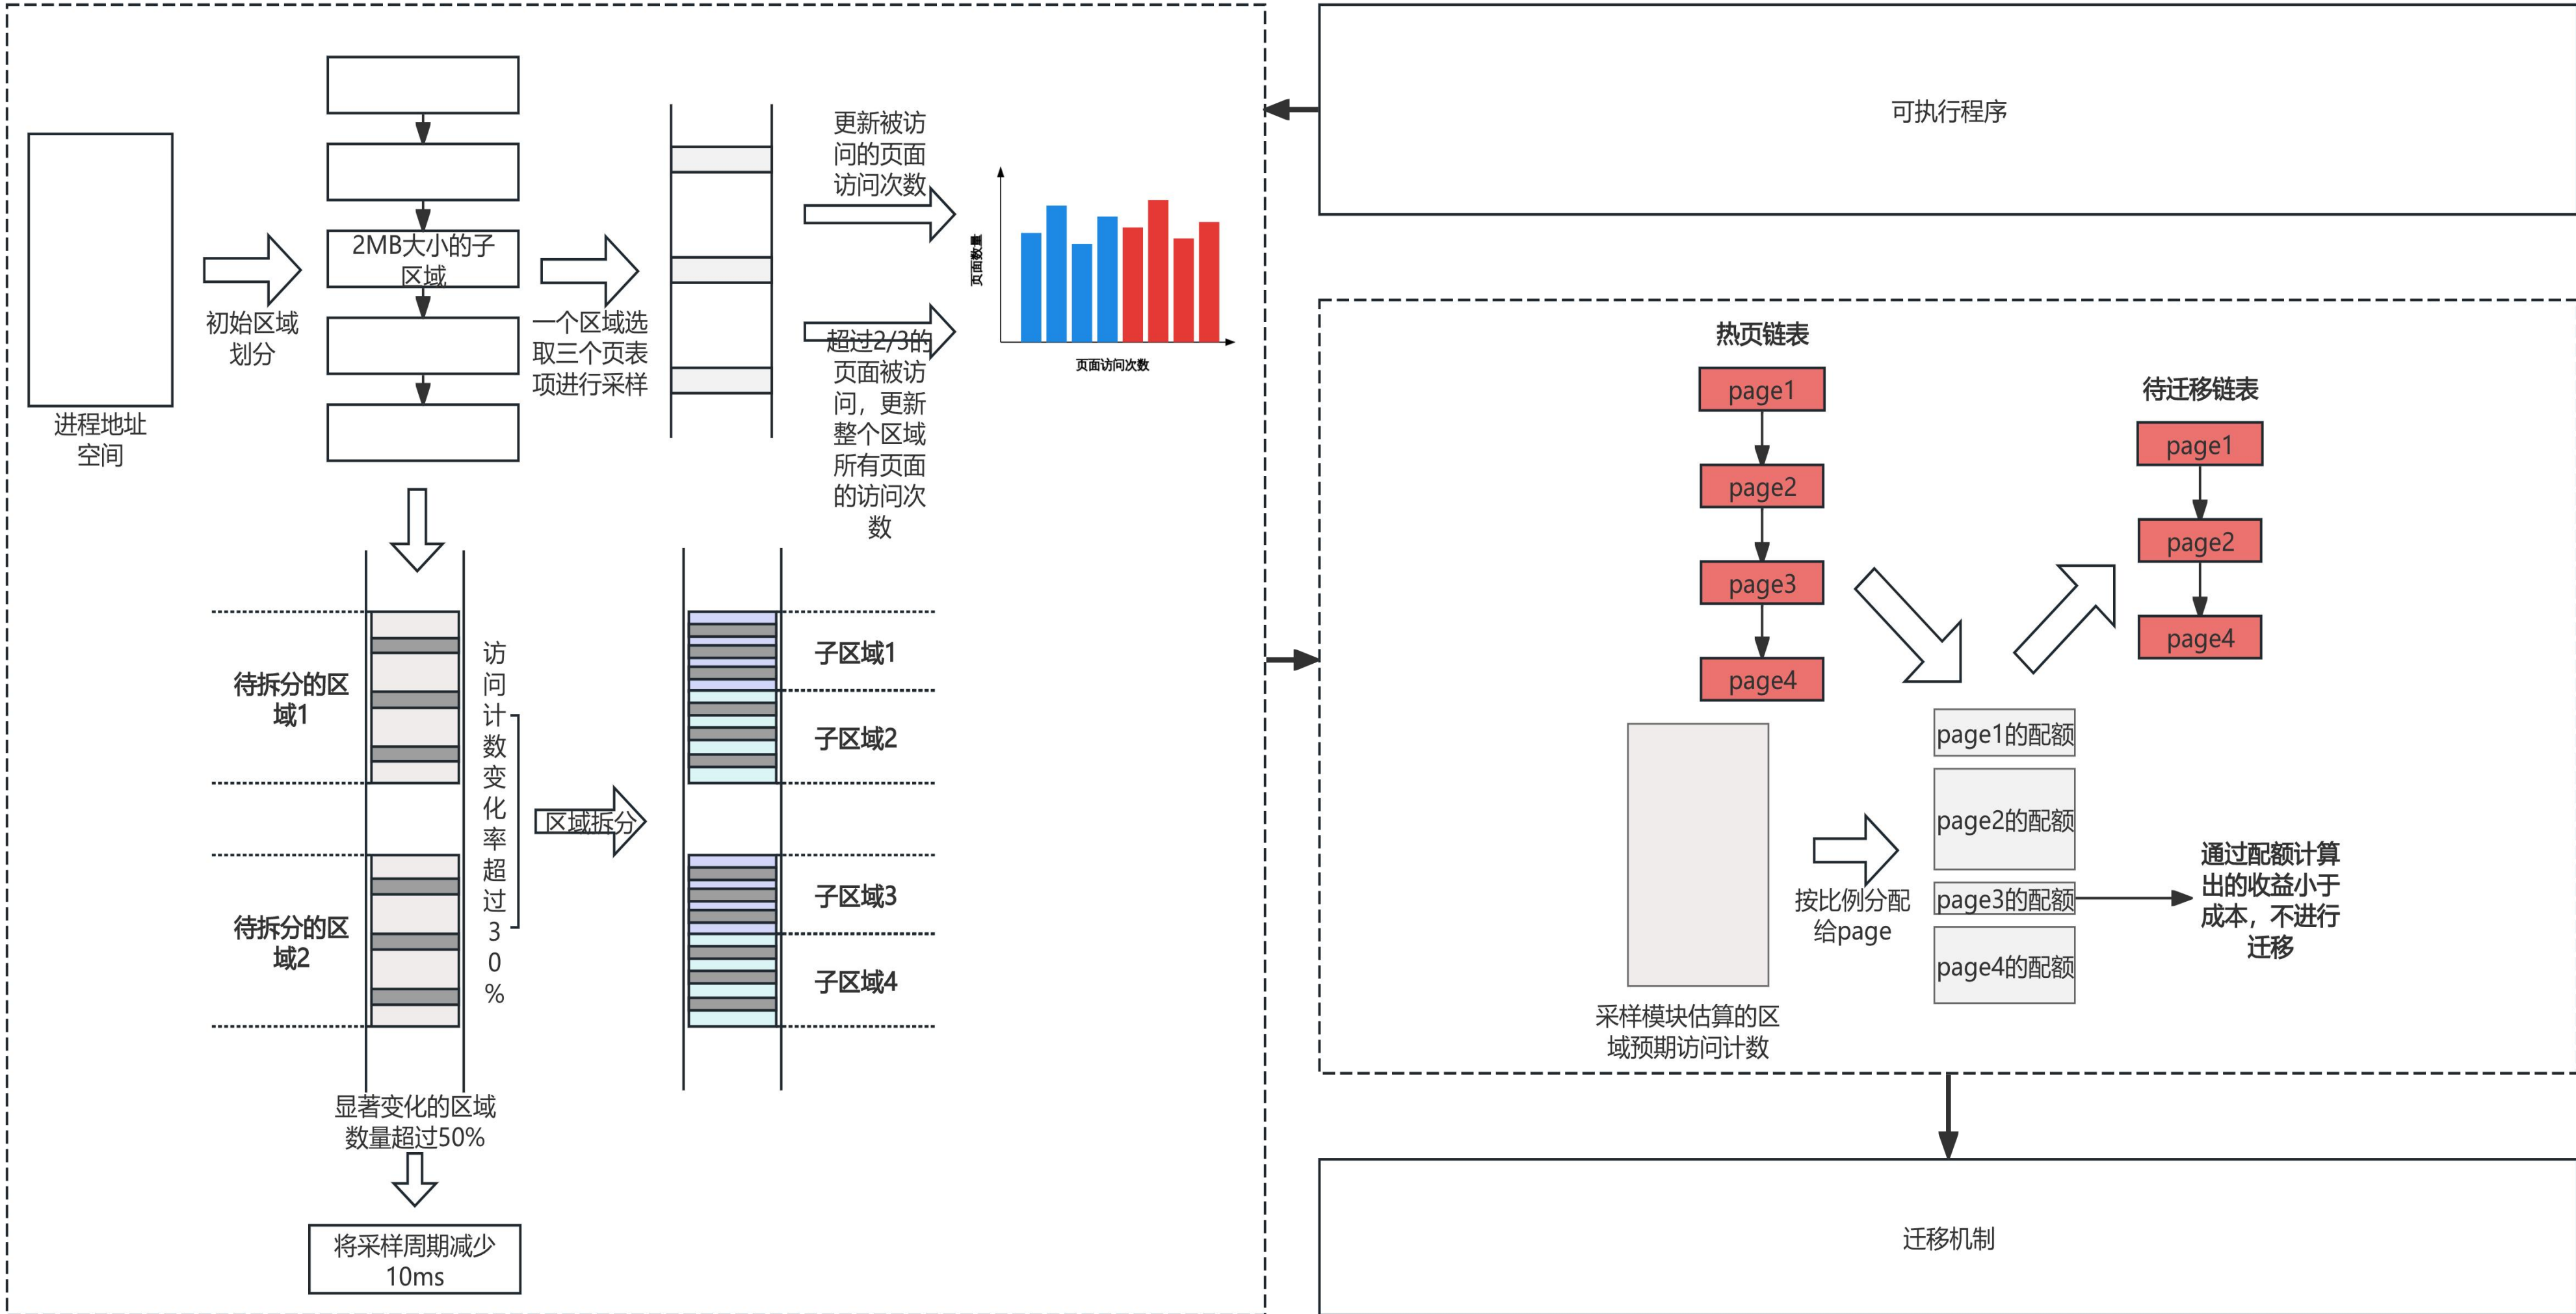 进程地址
空间
初始区域
划分
2MB大小的子
区域
一个区域选
取三个页表
项进行采样
更新被访
问的页面
访问次数
超过2/3的
页面被访
问，更新
整个区域
所有页面
的访问次
数
页面数量
页面访问次数
待拆分的区
域1
待拆分的区
域2
访
问
计
数
变
化
率
超
过
3
0
%
区域拆分
子区域1
子区域2
子区域3
子区域4
显著变化的区域
数量超过50%
将采样周期减少
10ms
可执行程序
热页链表
page1
page2
page3
page4
待迁移链表
page1
page2
page4
采样模块估算的区
域预期访问计数
按比例分配
给page
page1的配额
page2的配额
page3的配额
page4的配额
通过配额计算
出的收益小于
成本，不进行
迁移
迁移机制